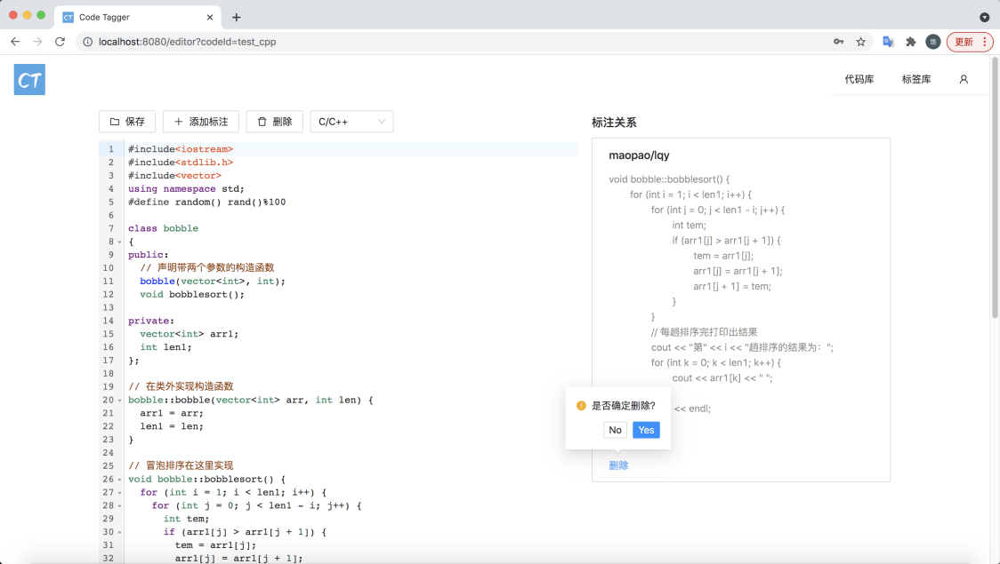 CT Code Tagger
localhost:8080/editor?codeId=test_cpp
更新
CT
代码库 标签库
保存 添加标注 删除 C/C++
1 #include<iostream>
2 #include<stdlib.h>
3 #include<vector>
4 using namespace std;
5 #define random() rand()%100
6
7 class bobble
8 {
9 public:
10 // 声明带两个参数的构造函数
11 bobble(vector<int>, int);
12 void bobblesort();
13
14 private:
15 vector<int> arr1;
16 int len1;
17 };
18
19 // 在类外实现构造函数
20 bobble::bobble(vector<int> arr, int len) {
21 arr1 = arr;
22 len1 = len;
23 }
24
25 // 冒泡排序在这里实现
26 void bobble::bobblesort() {
27 for (int i = 1; i < len1; i++) {
28 for (int j = 0; j < len1 - i; j++) {
29 int tem;
30 if (arr1[j] > arr1[j + 1]) {
31 tem = arr1[j];
32 arr1[j] = arr1[j + 1];
标注关系
maopao/lqy
void bobble::bobblesort() {
for (int i = 1; i < len1; i++) {
for (int j = 0; j < len1 - i; j++) {
int tem;
if (arr1[j] > arr1[j + 1]) {
tem = arr1[j];
arr1[j] = arr1[j + 1];
arr1[j + 1] = tem;
}
}
// 每趟排序完打印出结果
cout << "第" << i << "趟排序的结果为：";
for (int k = 0; k < len1; k++) {
cout << arr1[k] << " ";
<< endl;
是否确定删除?
No Yes
删除